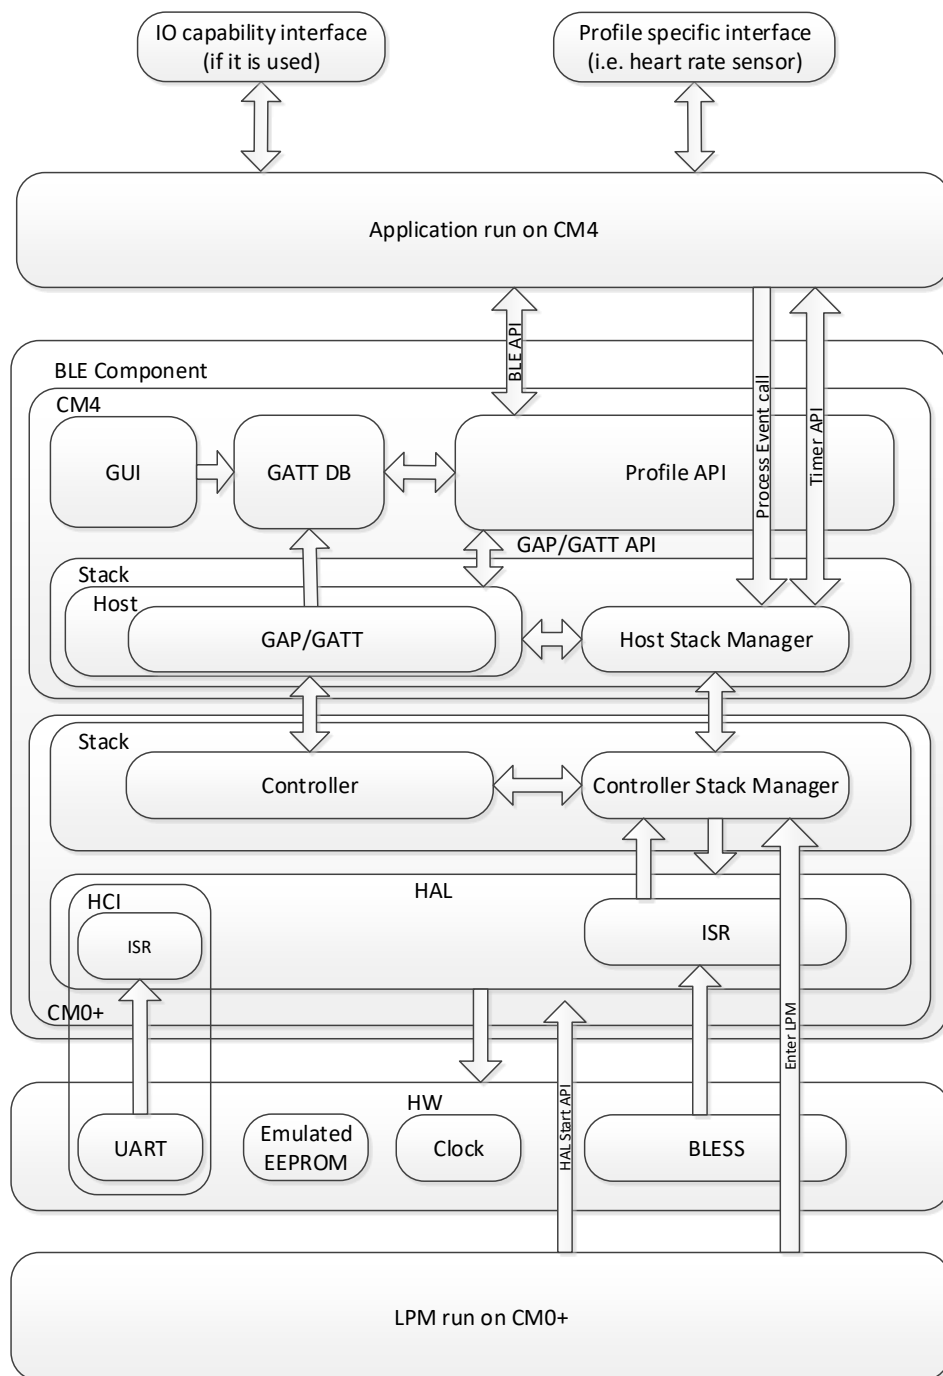 IO capability interface
(if it is used)
Profile specific interface
(i.e. heart rate sensor)
Application run on CM4
BLE API
Process Event call
Timer API
BLE Component
CM4
GUI
GATT DB
Profile API
GAP/GATT API
Stack
Host
GAP/GATT
Host Stack Manager
Stack
Controller
Controller Stack Manager
HAL
HCI
ISR
ISR
CM0+
HAL Start API
Enter LPM
HW
UART
Emulated
EEPROM
Clock
BLESS
LPM run on CM0+